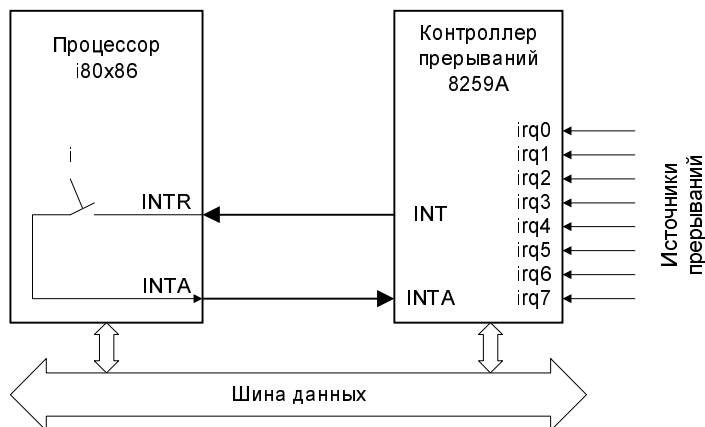 Процессор
i80x86
i
INTR
INTA
Контроллер
прерываний
8259A
INT
INTA
irq0
irq1
irq2
irq3
irq4
irq5
irq6
irq7
Источники
прерываний
Шина данных